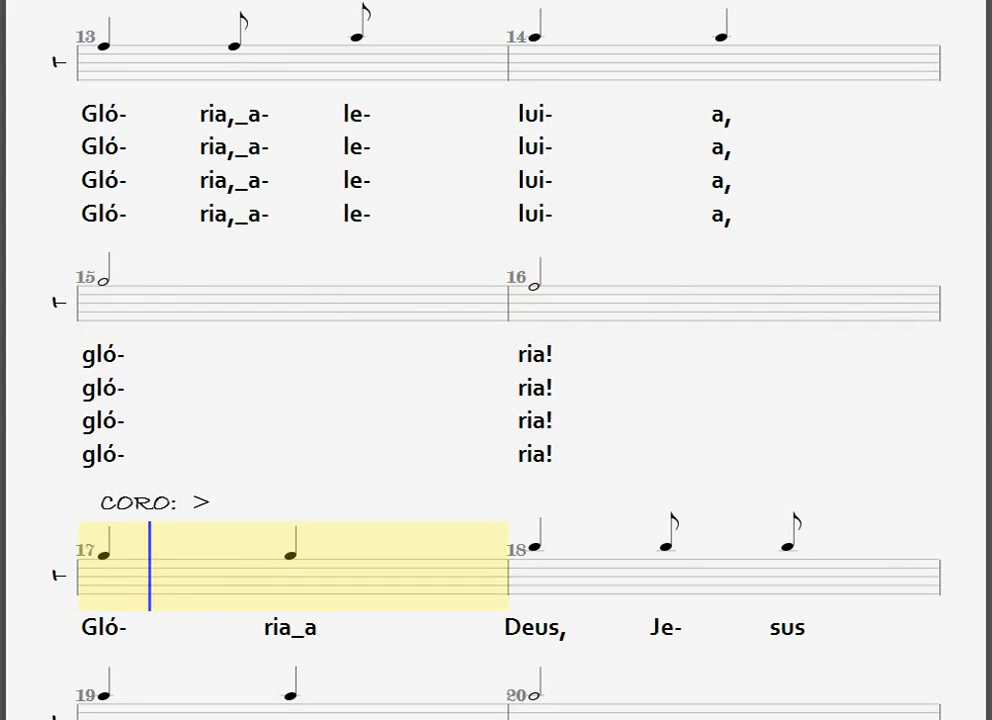 13 14
T
Gló- ria,_a- le- lui- a,
Gló- ria,_a- le- lui- a,
Gló- ria,_a- le- lui- a,
Gló- ria,_a- le- lui- a,
15 16
T
gló- ria!
gló- ria!
gló- ria!
gló- ria!
CORO: >
17 18
T
Gló- ria_a Deus, Je- sus
19 20